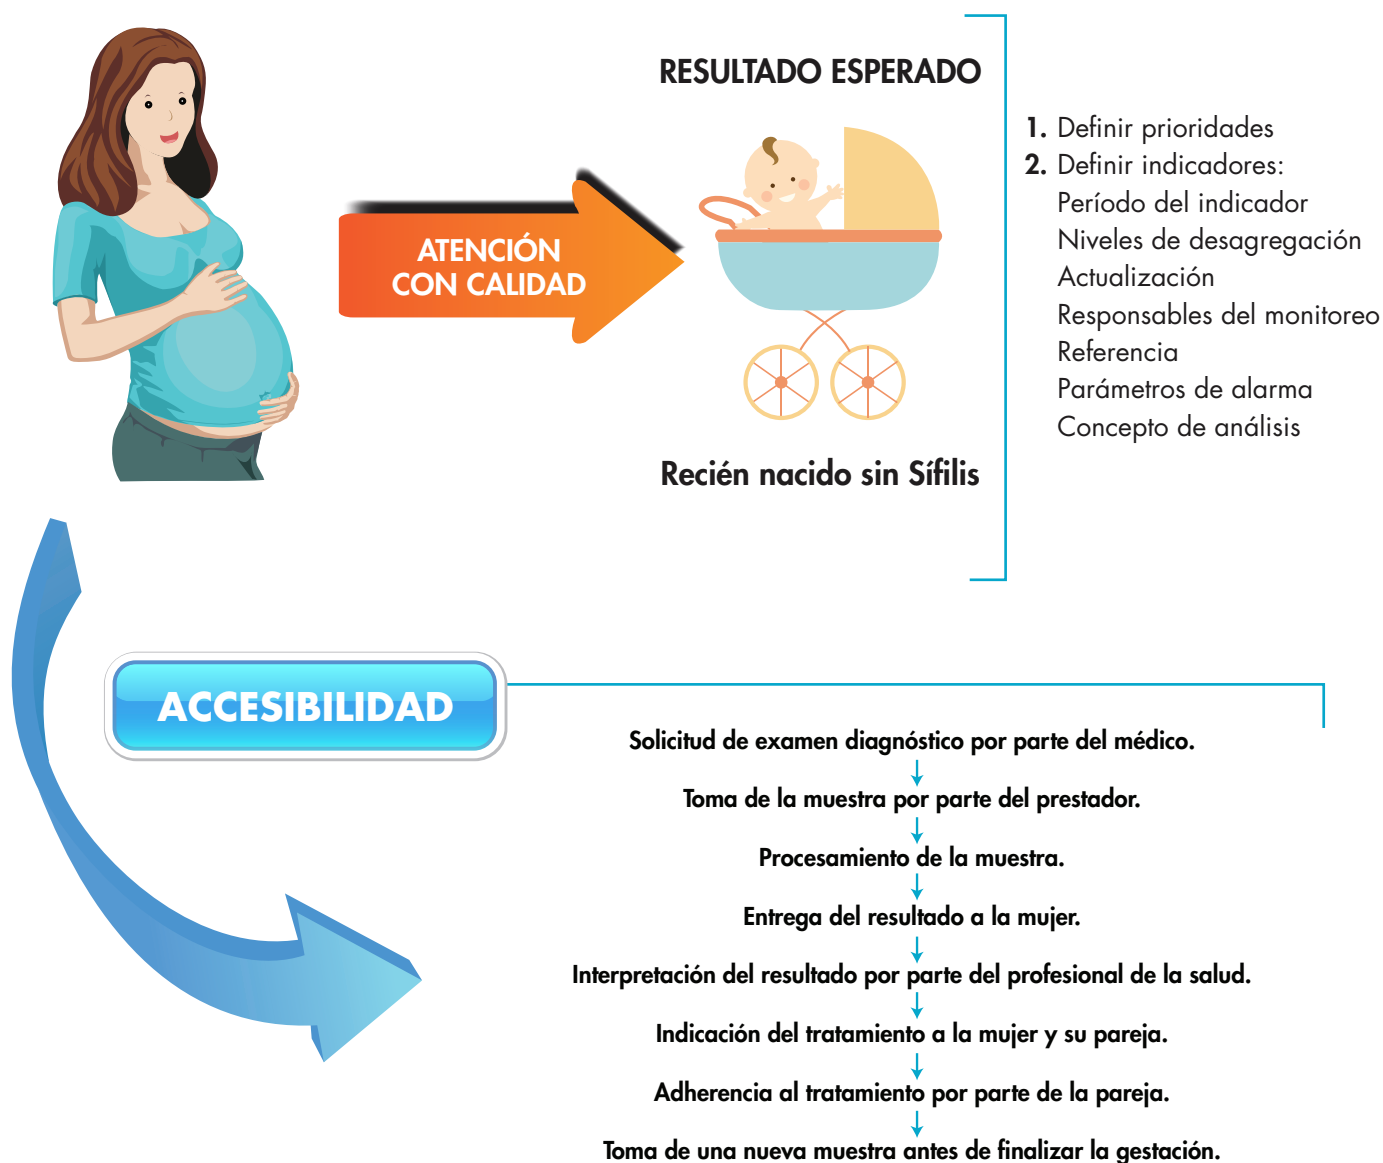 RESULTADO ESPERADO
ATENCIÓN
CON CALIDAD
Recién nacido sin Sífilis
1. Definir prioridades
2. Definir indicadores:
Período del indicador
Niveles de desagregación
Actualización
Responsables del monitoreo
Referencia
Parámetros de alarma
Concepto de análisis
ACCESIBILIDAD
Solicitud de examen diagnóstico por parte del médico.
Toma de la muestra por parte del prestador.
Procesamiento de la muestra.
Entrega del resultado a la mujer.
Interpretación del resultado por parte del profesional de la salud.
Indicación del tratamiento a la mujer y su pareja.
Adherencia al tratamiento por parte de la pareja.
Toma de una nueva muestra antes de finalizar la gestación.